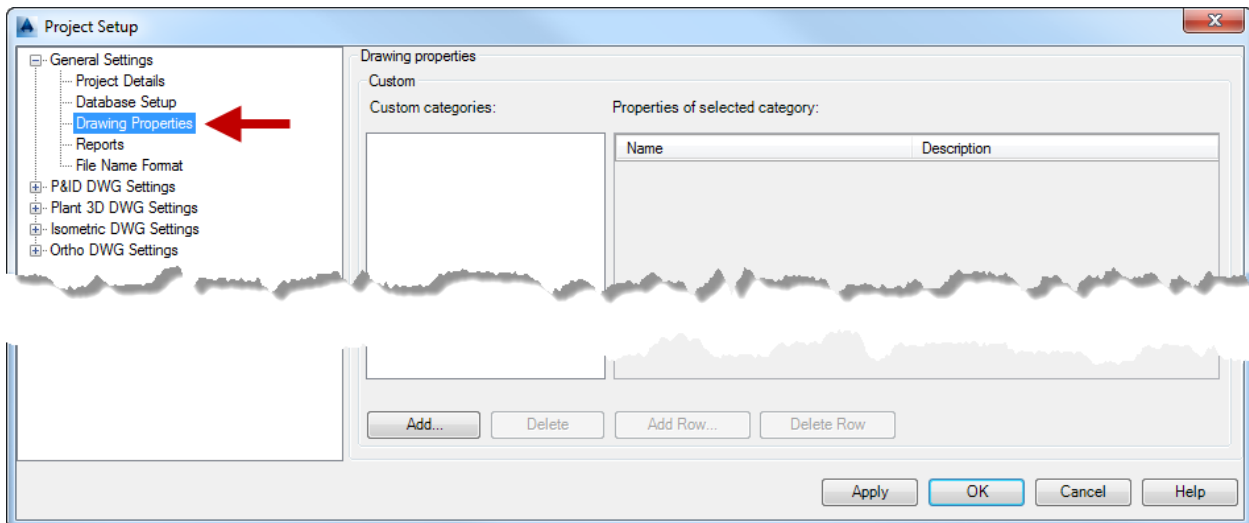 Project Setup
General Settings
Project Details
Database Setup
Drawing Properties
Reports
File Name Format
P&ID DWG Settings
Plant 3D DWG Settings
Isometric DWG Settings
Ortho DWG Settings
Drawing properties
Custom
Custom categories:
Properties of selected category:
Name Description
Add... Delete Add Row... Delete Row
Apply OK Cancel Help